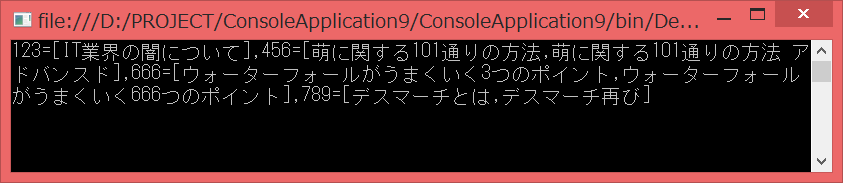 file:///D:/PROJECT/ConsoleApplication9/ConsoleApplication9/bin/De...
123=[IT業界の闇について],456=[萌に関する101通りの方法,萌に関する101通りの方法 ア
ドバンスド],666=[ウォーターフォールがうまくいく3つのポイント,ウォーターフォール
がうまくいく666つのポイント],789=[デスマーチとは,デスマーチ再び]